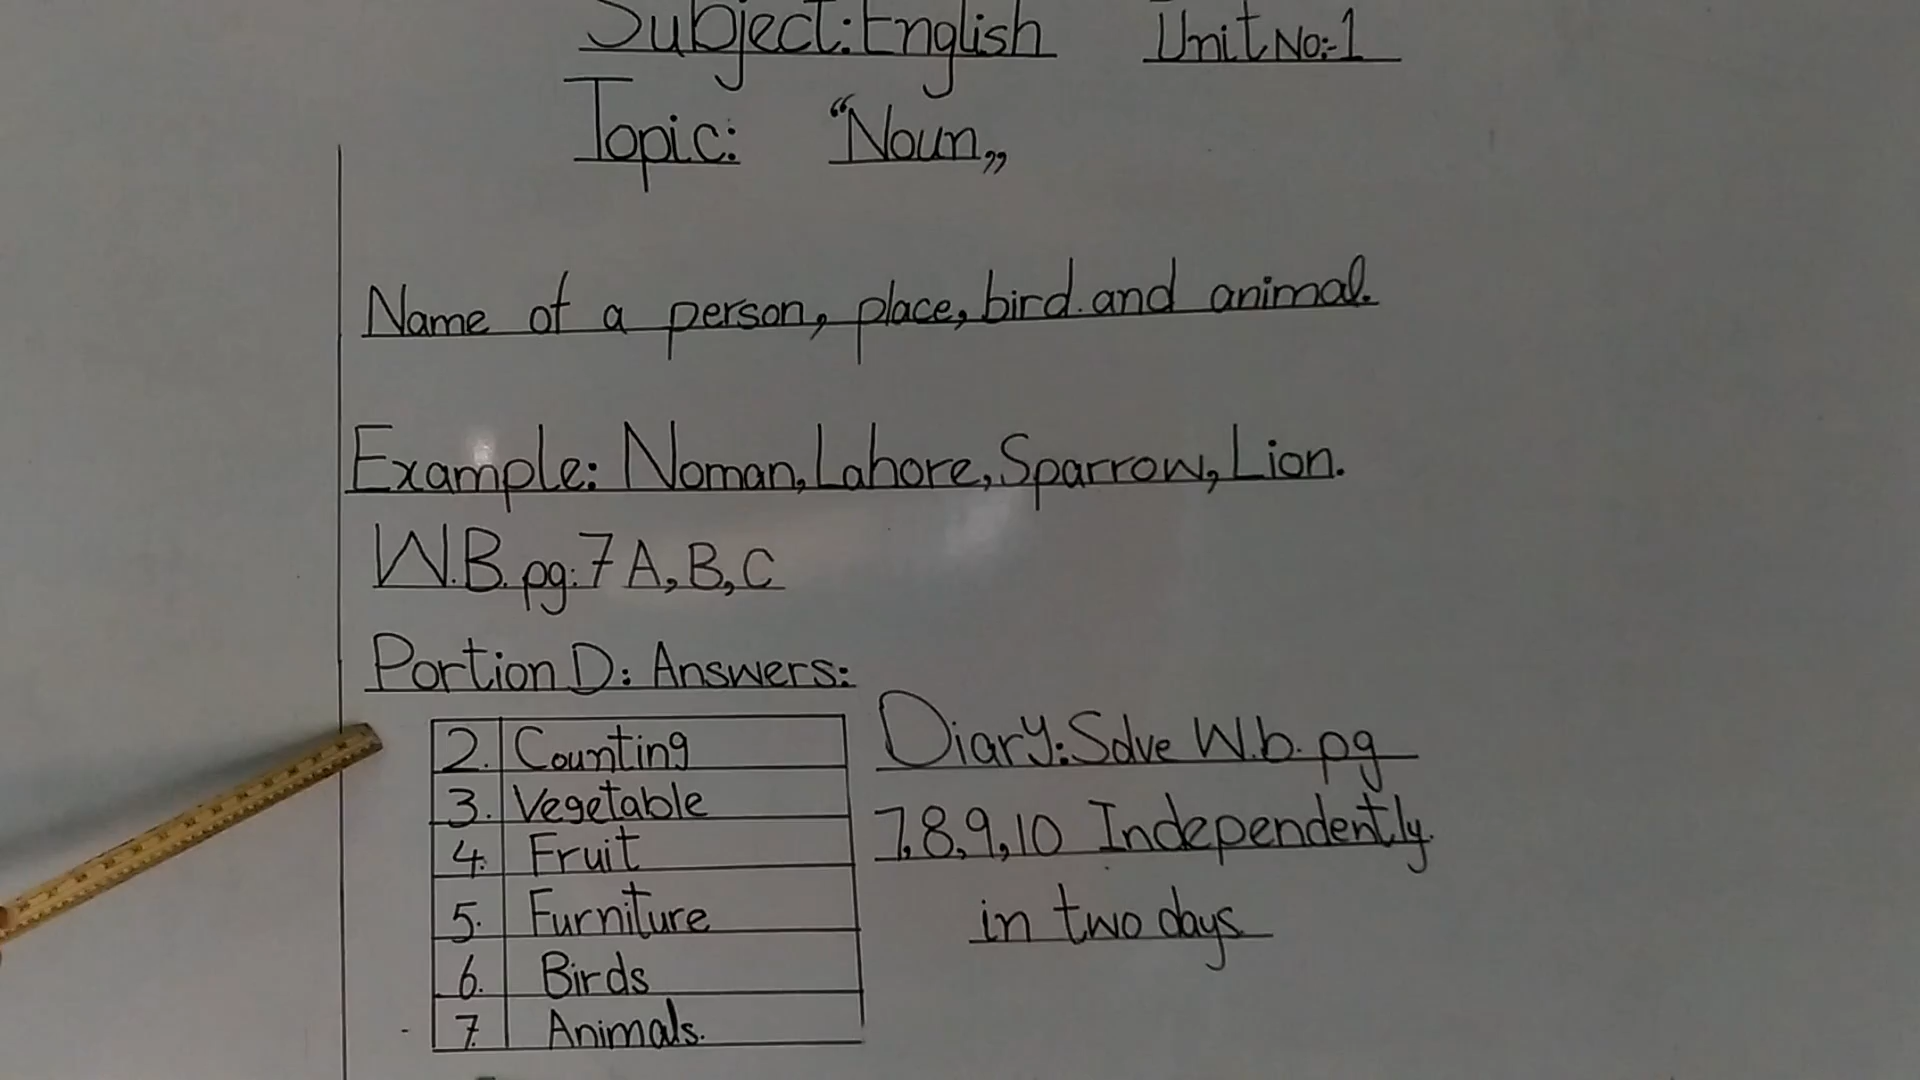 Subject: English Unit No:-1
Topic: "Noun„
Name of a person, place, bird and animal.
Example: Noman, Lahore, Sparrow, Lion.
W.B. pg: 7 A, B, C
Portion D: Answers:
2. Counting
3. Vegetable
4. Fruit
5. Furniture
6. Birds
7. Animals.
Diary: Solve W.b. pg
7,8,9,10 Independently.
in two days